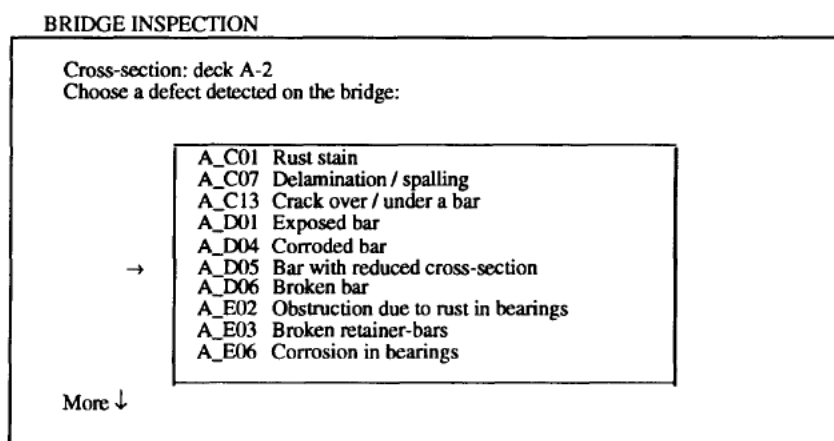 BRIDGE INSPECTION
Cross-section: deck A-2
Choose a defect detected on the bridge:
A_C01 Rust stain
A_C07 Delamination / spalling
A_C13 Crack over / under a bar
A_D01 Exposed bar
A_D04 Corroded bar
→ A_D05 Bar with reduced cross-section
A_D06 Broken bar
A_E02 Obstruction due to rust in bearings
A_E03 Broken retainer-bars
A_E06 Corrosion in bearings
More ↓